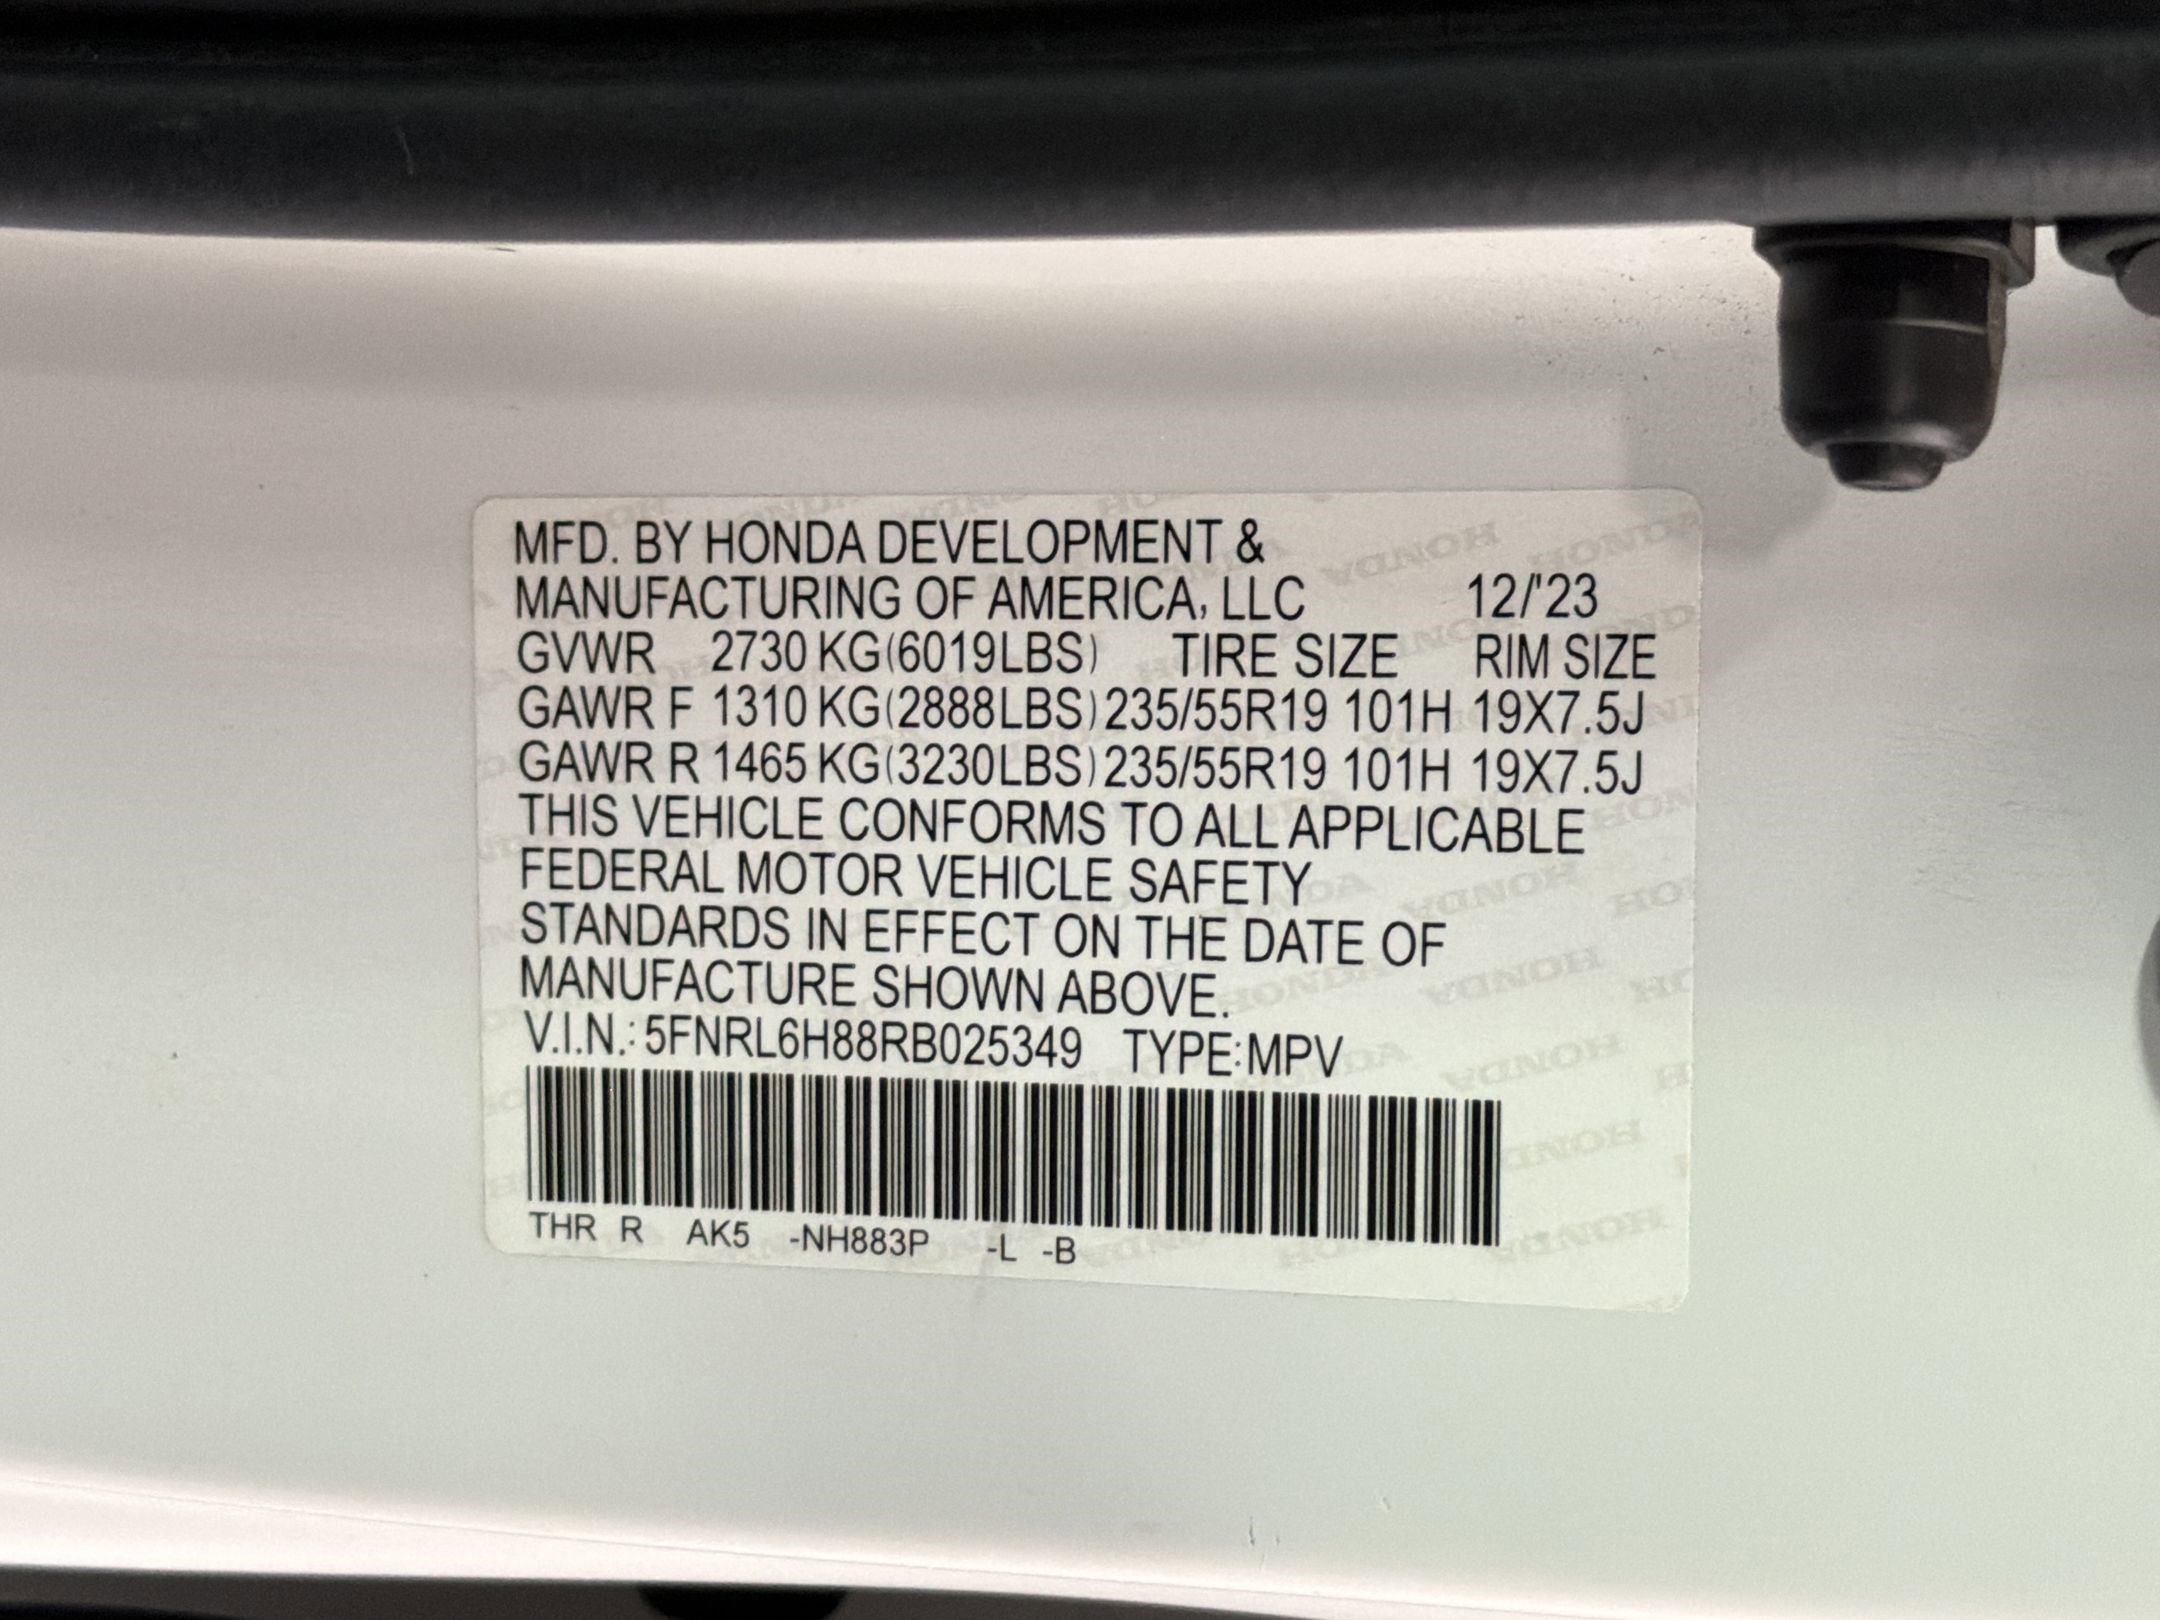 MFD. BY HONDA DEVELOPMENT &
MANUFACTURING OF AMERICA, LLC 12/'23
GVWR 2730 KG(6019LBS) TIRE SIZE RIM SIZE
GAWR F 1310 KG(2888LBS) 235/55R19 101H 19X7.5J
GAWR R 1465 KG(3230LBS) 235/55R19 101H 19X7.5J
THIS VEHICLE CONFORMS TO ALL APPLICABLE
FEDERAL MOTOR VEHICLE SAFETY
STANDARDS IN EFFECT ON THE DATE OF
MANUFACTURE SHOWN ABOVE.
V.I.N.: 5FNRL6H88RB025349 TYPE:MPV
THR R AK5 -NH883P -L -B